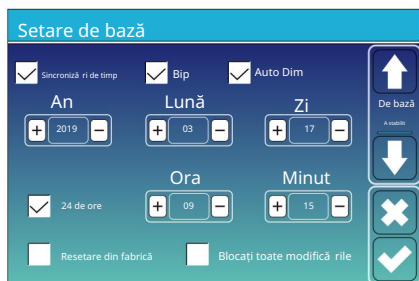 Setare de bază
Sincroniză ri de timp
Bip
Auto Dim
An
Lună
Zi
+ 2019 −
+ 03 −
+ 17 −
De bază
A stabilit
Ora
Minut
24 de ore
+ 09 −
+ 15 −
Resetare din fabrică
Blocați toate modifică rile